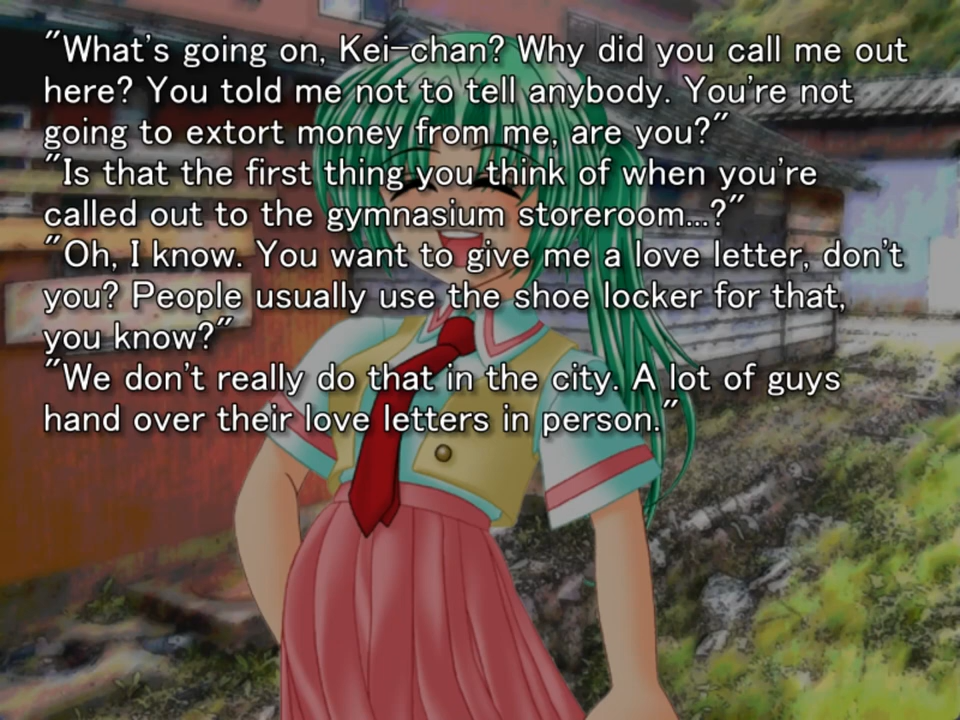 "What's going on, Kei-chan? Why did you call me out
here? You told me not to tell anybody. You're not
going to extort money from me, are you?"
"Is that the first thing you think of when you're
called out to the gymnasium storeroom...?"
"Oh, I know. You want to give me a love letter, don't
you? People usually use the shoe locker for that,
you know?"
"We don't really do that in the city. A lot of guys
hand over their love letters in person."